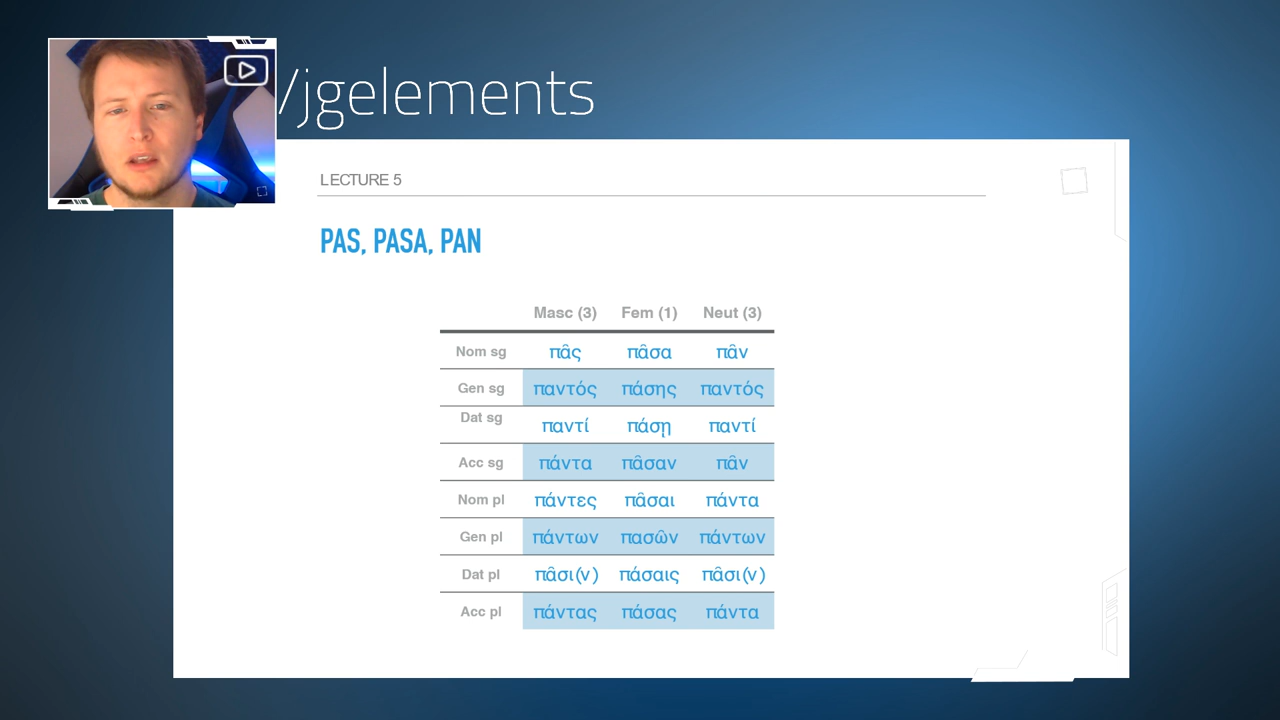 /jgelements
LECTURE 5
PAS, PASA, PAN
Masc (3) Fem (1) Neut (3)
Nom sg πᾶς πᾶσα πᾶν
Gen sg παντός πάσης παντός
Dat sg παντί πάσῃ παντί
Acc sg πάντα πᾶσαν πᾶν
Nom pl πάντες πᾶσαι πάντα
Gen pl πάντων πασῶν πάντων
Dat pl πᾶσι(ν) πάσαις πᾶσι(ν)
Acc pl πάντας πάσας πάντα